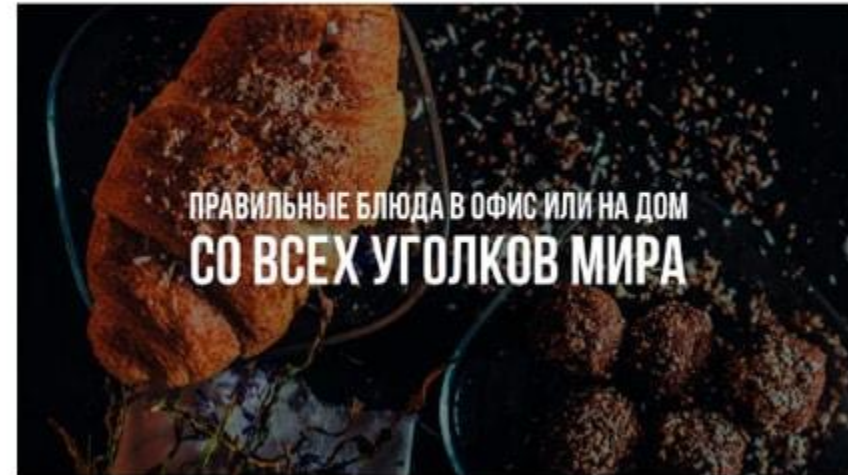 ПРАВИЛЬНЫЕ БЛЮДА В ОФИС ИЛИ НА ДОМ
СО ВСЕХ УГОЛКОВ МИРА